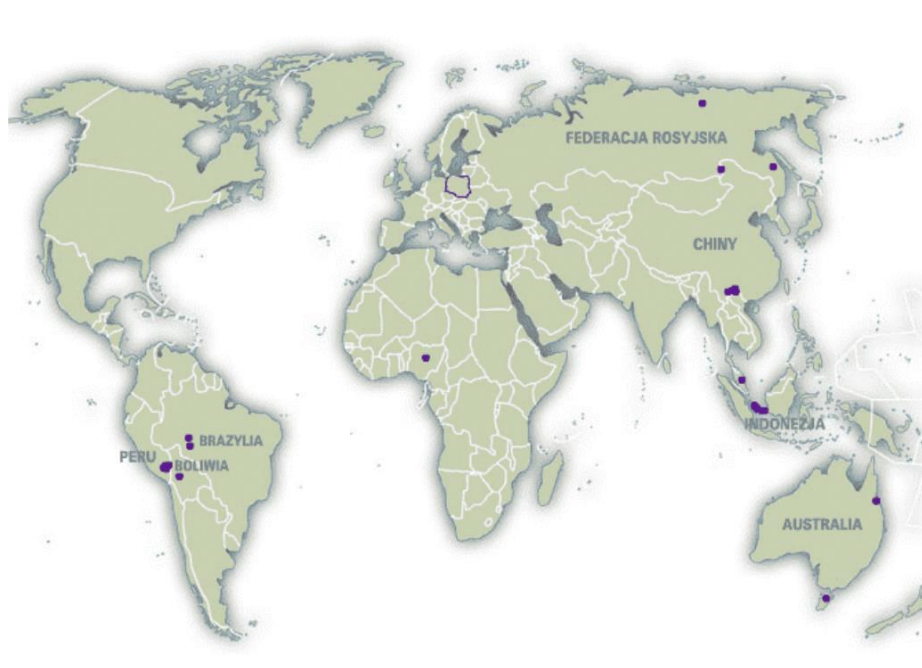 FEDERACJA ROSYJSKA
CHINY
INDONEZJA
BRAZYLIA
PERU
BOLIWIA
AUSTRALIA